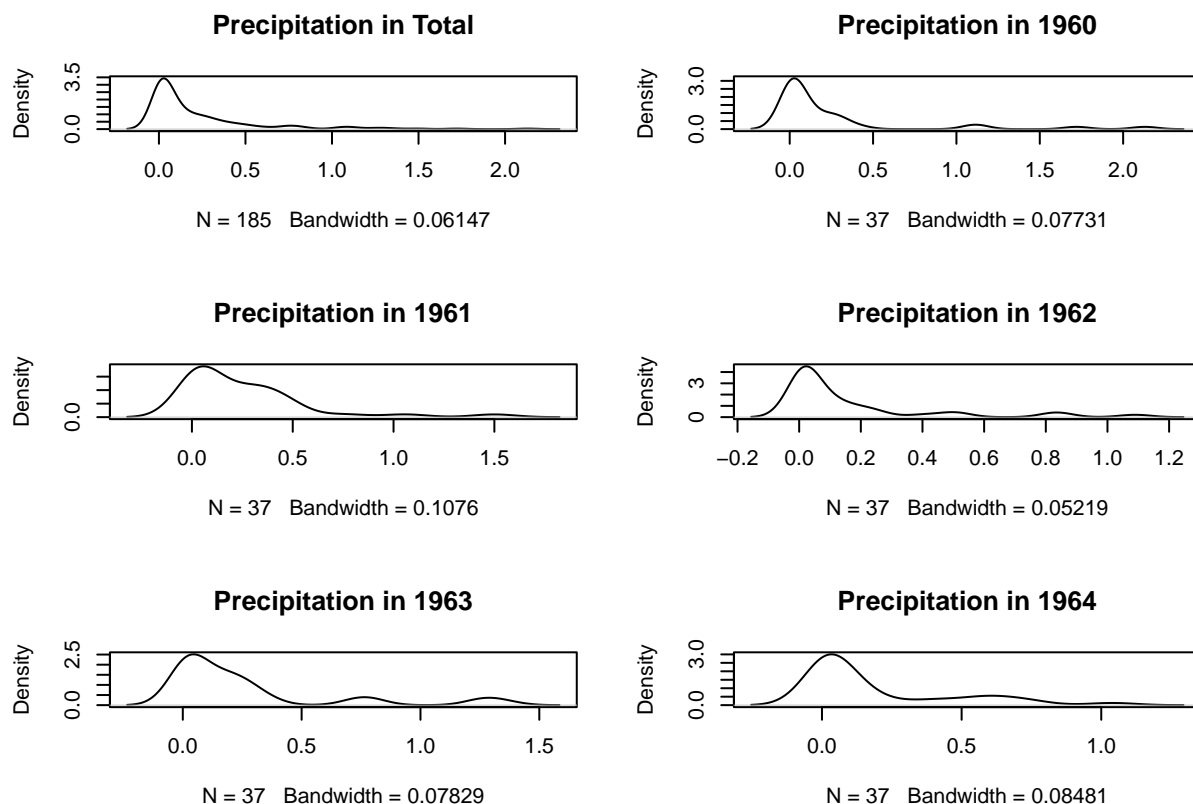 Precipitation in Total
Density
0.0 3.5
0.0 0.5 1.0 1.5 2.0
N = 185 Bandwidth = 0.06147
Precipitation in 1960
Density
0.0 3.0
0.0 0.5 1.0 1.5 2.0
N = 37 Bandwidth = 0.07731
Precipitation in 1961
Density
0.0
0.0 0.5 1.0 1.5
N = 37 Bandwidth = 0.1076
Precipitation in 1962
Density
0 3
−0.2 0.0 0.2 0.4 0.6 0.8 1.0 1.2
N = 37 Bandwidth = 0.05219
Precipitation in 1963
Density
0.0 2.5
0.0 0.5 1.0 1.5
N = 37 Bandwidth = 0.07829
Precipitation in 1964
Density
0.0 3.0
0.0 0.5 1.0
N = 37 Bandwidth = 0.08481